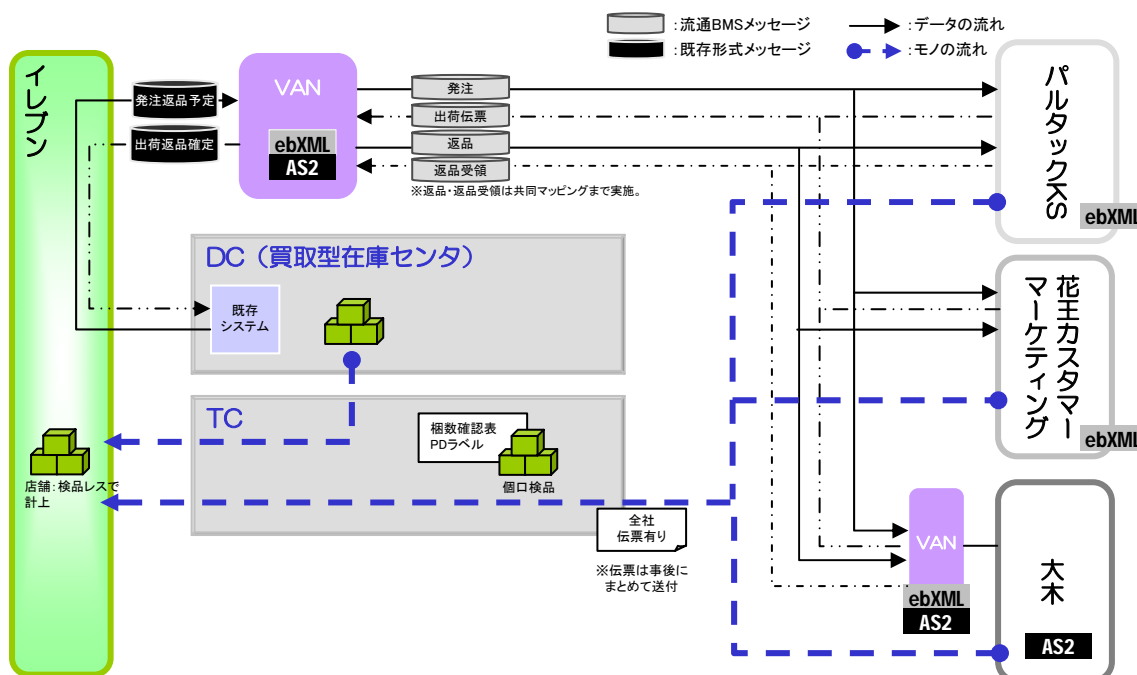 :流通BMSメッセージ
:データの流れ
:既存形式メッセージ
:モノの流れ
イレブン
発注返品予定
出荷返品確定
VAN
ebXML
AS2
発注
出荷伝票
返品
返品受領
※返品・返品受領は共同マッピングまで実施。
パルタックKS
ebXML
DC(買取型在庫センタ)
既存
システム
花王カスタマー
マーケティング
ebXML
TC
梱数確認表
PDラベル
個口検品
店舗:検品レスで
計上
全社
伝票有り
※伝票は事後に
まとめて送付
VAN
ebXML
AS2
大木
AS2